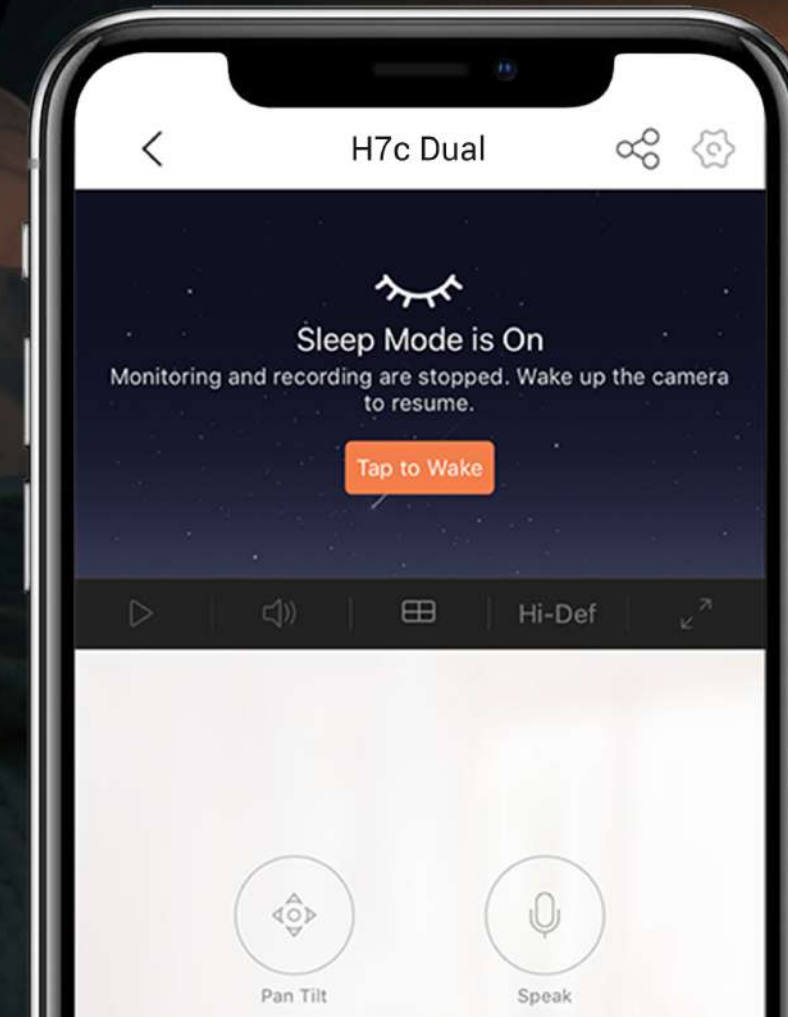 H7c Dual
Sleep Mode is On
Monitoring and recording are stopped. Wake up the camera
to resume.
Tap to Wake
Hi-Def
Pan Tilt
Speak